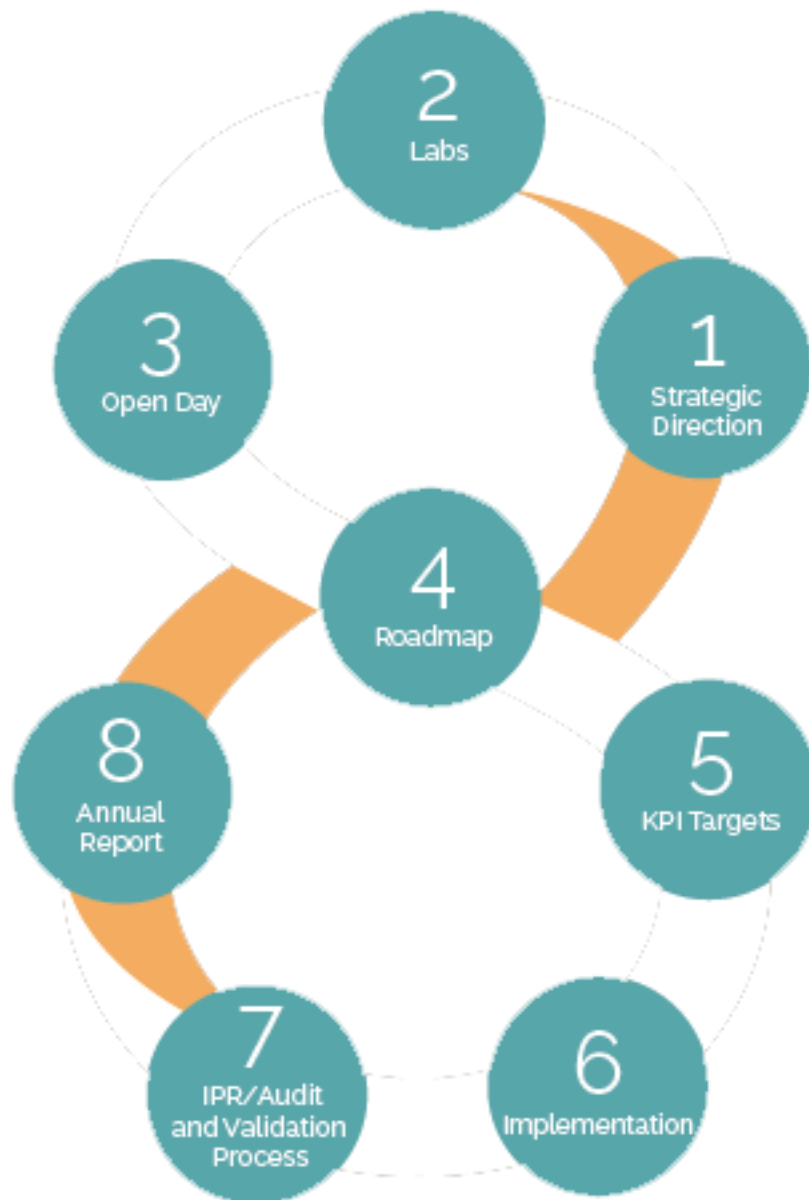 2
Labs
1
Strategic
Direction
3
Open Day
4
Roadmap
5
KPI Targets
8
Annual
Report
6
Implementation
7
IPR/Audit
and Validation
Process